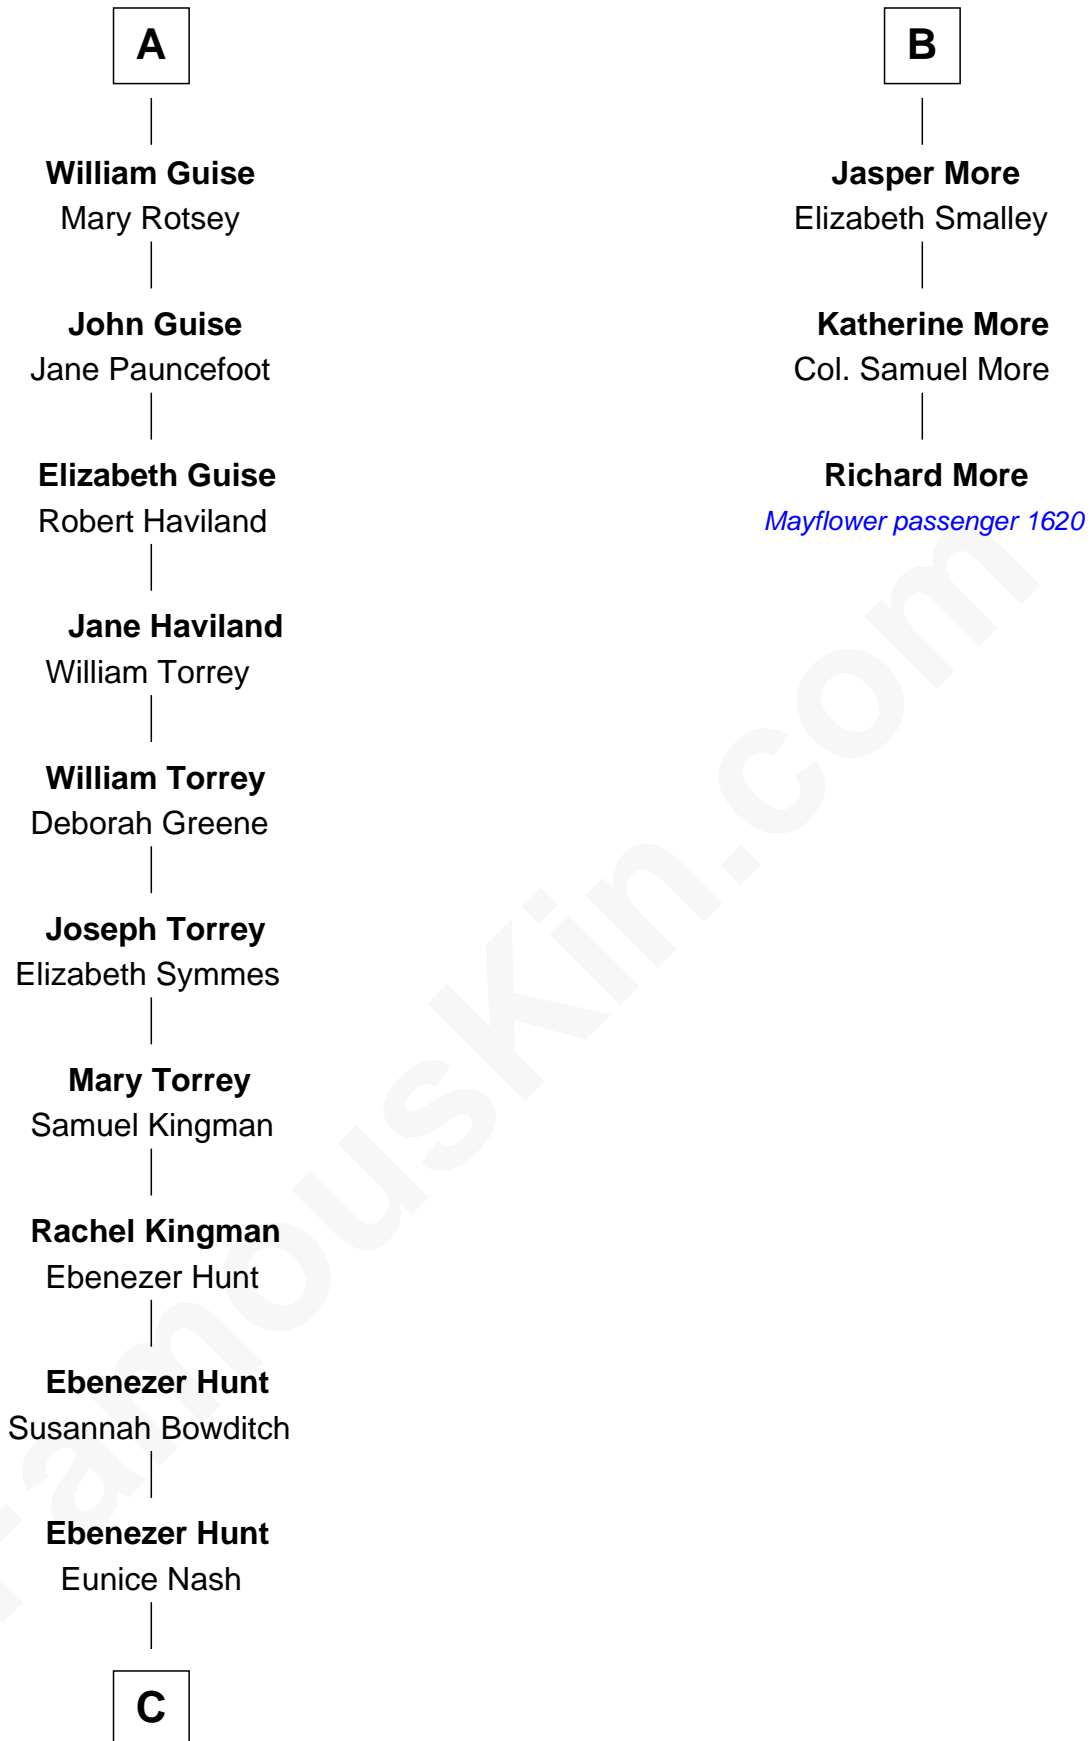 A
William Guise
Mary Rotsey
John Guise
Jane Pauncefoot
Elizabeth Guise
Robert Haviland
Jane Haviland
William Torrey
William Torrey
Deborah Greene
Joseph Torrey
Elizabeth Symmes
Mary Torrey
Samuel Kingman
Rachel Kingman
Ebenezer Hunt
Ebenezer Hunt
Susannah Bowditch
Ebenezer Hunt
Eunice Nash
C
B
Jasper More
Elizabeth Smalley
Katherine More
Col. Samuel More
Richard More
Mayflower passenger 1620
FamousKin.com